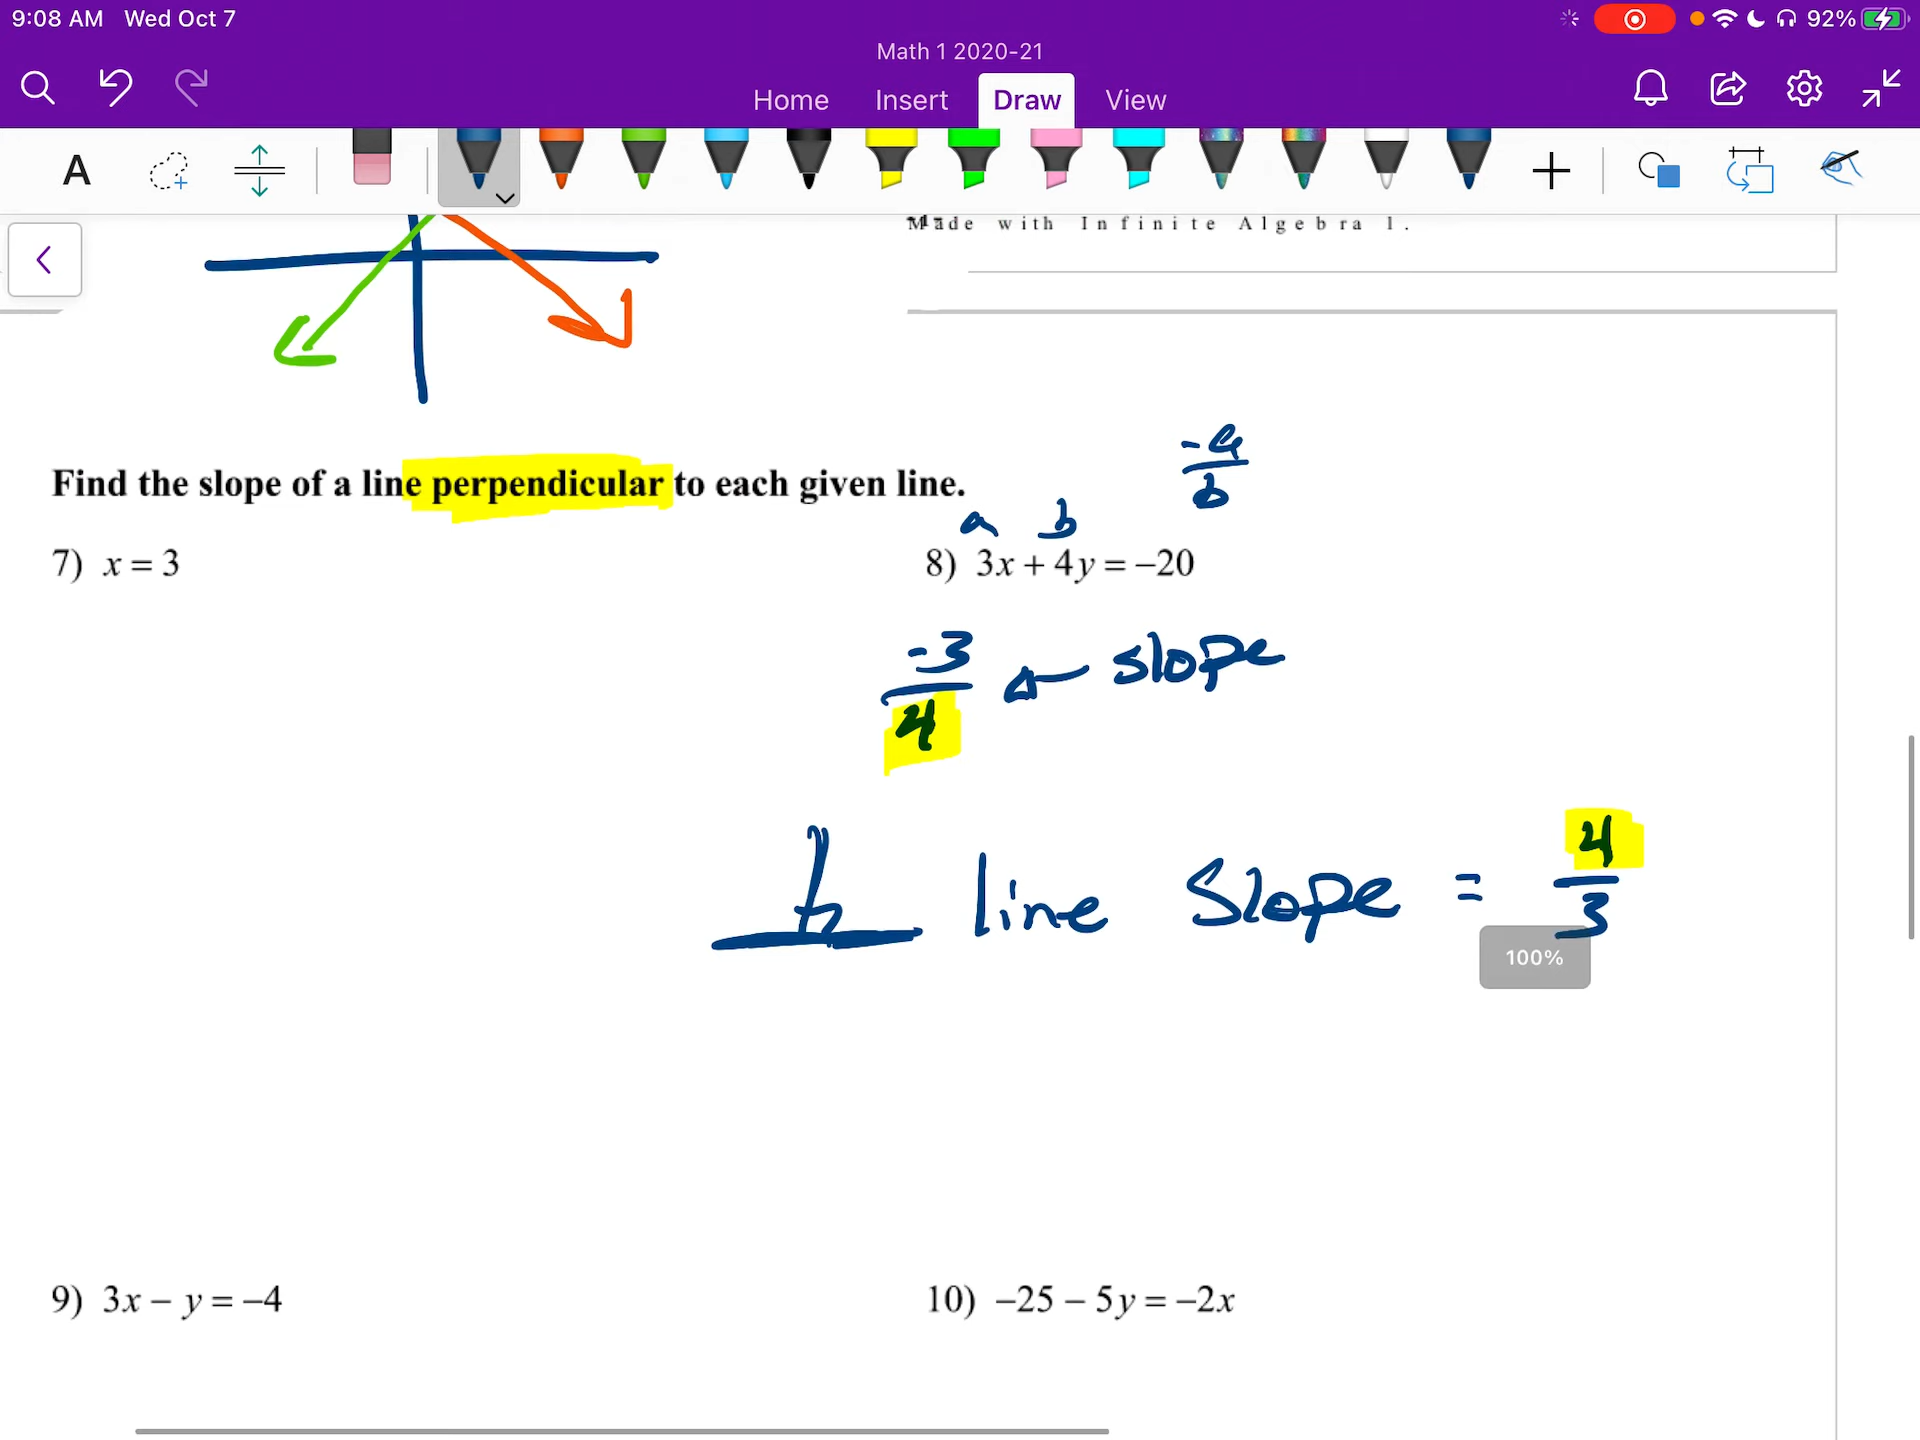 9:08 AM Wed Oct 7
92%
Math 1 2020-21
Home Insert Draw View
A
Made with Infinite Algebra 1.
-a
b
Find the slope of a line perpendicular to each given line.
a b
7) x = 3
8) 3x + 4y = −20
-3
4
slope
line Slope = 4
3
100%
9) 3x − y = −4
10) −25 − 5y = −2x